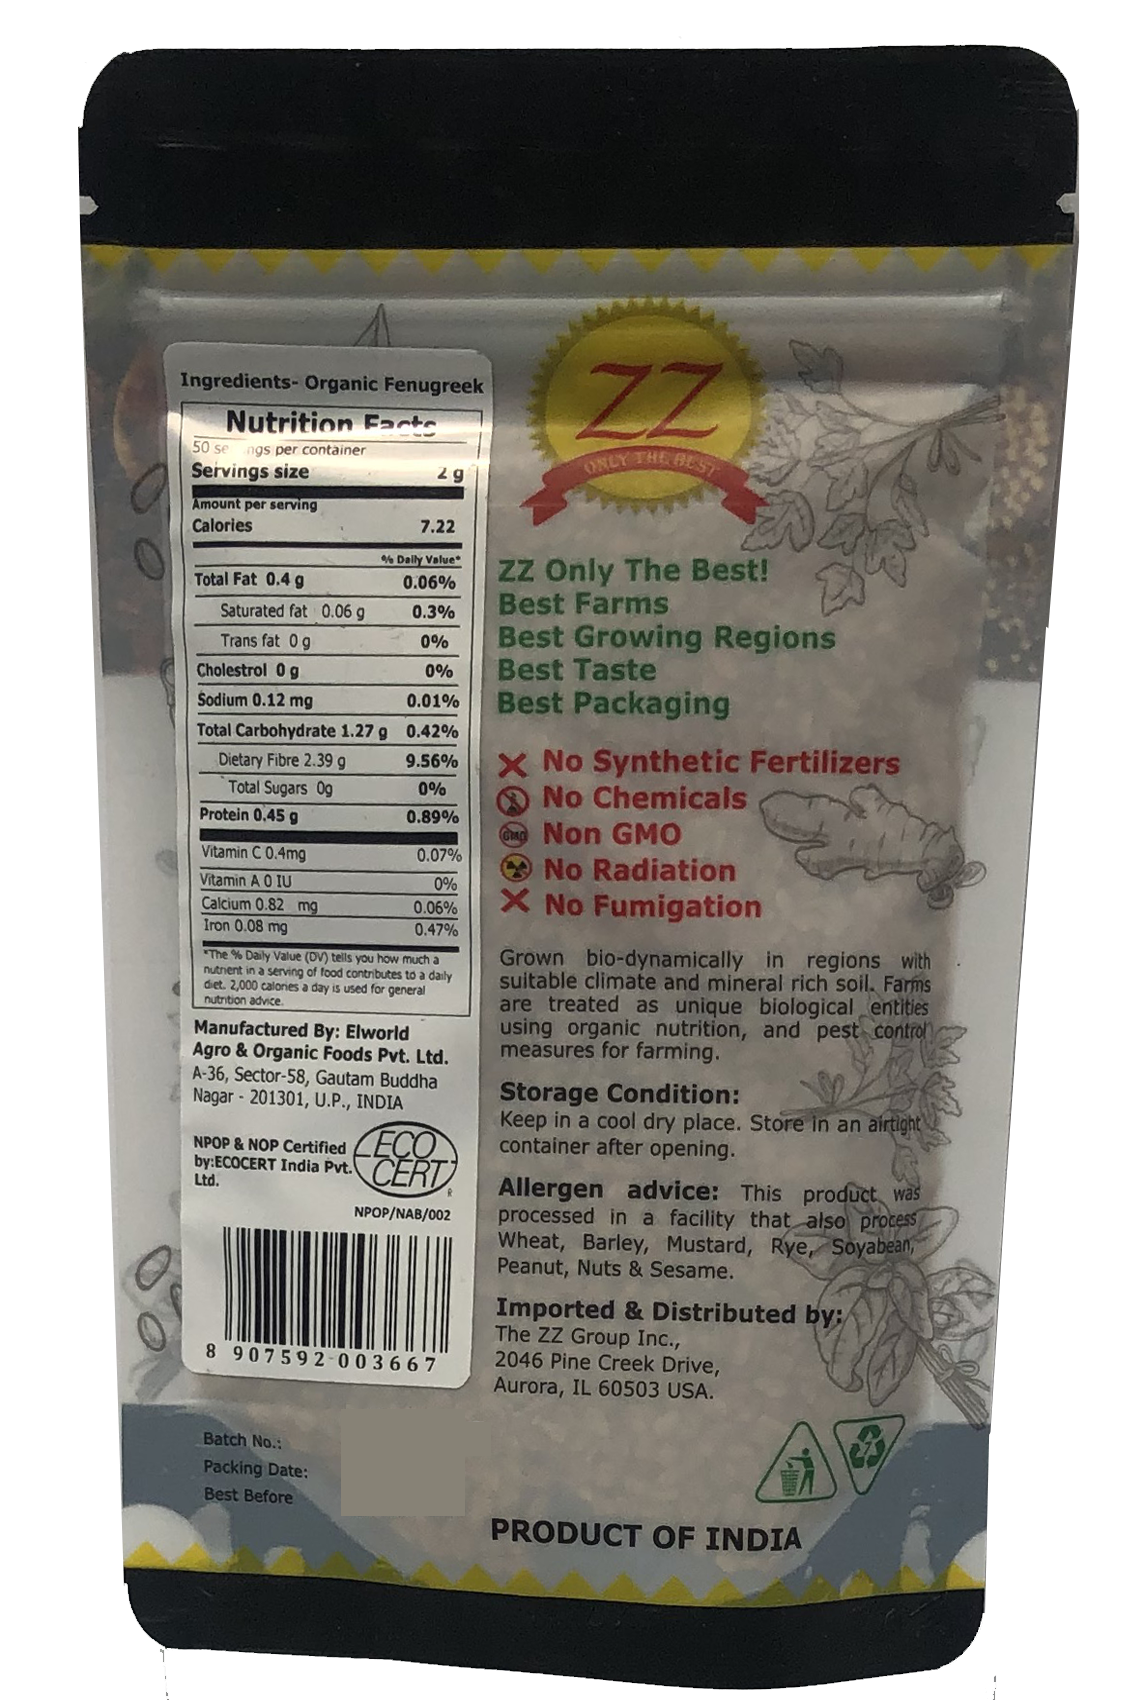 Ingredients- Organic Fenugreek
Nutrition Facts
50 se ngs per container
Servings size 2 g
Amount per serving
Calories 7.22
% Daily Value*
Total Fat 0.4 g 0.06%
Saturated fat 0.06 g 0.3%
Trans fat 0 g 0%
Cholestrol 0 g 0%
Sodium 0.12 mg 0.01%
Total Carbohydrate 1.27 g 0.42%
Dietary Fibre 2.39 g 9.56%
Total Sugars 0g 0%
Protein 0.45 g 0.89%
Vitamin C 0.4mg 0.07%
Vitamin A 0 IU 0%
Calcium 0.82 mg 0.06%
Iron 0.08 mg 0.47%
*The % Daily Value (DV) tells you how much a
nutrient in a serving of food contributes to a daily
diet. 2,000 calories a day is used for general
nutrition advice.
Manufactured By: Elworld
Agro & Organic Foods Pvt. Ltd.
A-36, Sector-58, Gautam Buddha
Nagar - 201301, U.P., INDIA
NPOP & NOP Certified
by:ECOCERT India Pvt.
Ltd.
ECO
CERT
®
NPOP/NAB/002
8 907592 003667
Batch No.:
Packing Date:
Best Before
ZZ
ONLY THE BEST
ZZ Only The Best!
Best Farms
Best Growing Regions
Best Taste
Best Packaging
No Synthetic Fertilizers
No Chemicals
GMO Non GMO
No Radiation
No Fumigation
Grown bio-dynamically in regions with
suitable climate and mineral rich soil. Farms
are treated as unique biological entities
using organic nutrition, and pest control
measures for farming.
Storage Condition:
Keep in a cool dry place. Store in an airtight
container after opening.
Allergen advice: This product was
processed in a facility that also process
Wheat, Barley, Mustard, Rye, Soyabean,
Peanut, Nuts & Sesame.
Imported & Distributed by:
The ZZ Group Inc.,
2046 Pine Creek Drive,
Aurora, IL 60503 USA.
7
PRODUCT OF INDIA